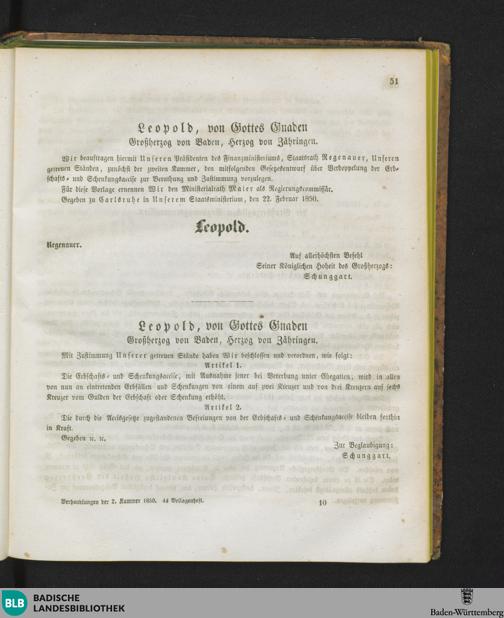 51
Leopold, von Gottes Gnaden
Großherzog von Baden, Herzog von Zähringen.
Wir beauftragen hiermit Unseren Präsidenten des Finanzministeriums, Staatsrath Regenauer, Unseren
getreuen Ständen, zunächst der zweiten Kammer, den mitfolgenden Gesetzesentwurf über Verdoppelung der Erb-
schafts- und Schenkungsaccise zur Berathung und Zustimmung vorzulegen.
Für diese Vorlage ernennen Wir den Ministerialrath Maier als Regierungskommissär.
Gegeben zu Carlsruhe in Unserem Staatsministerium, den 22. Februar 1850.
Leopold.
Regenauer.
Auf allerhöchsten Befehl
Seiner Königlichen Hoheit des Großherzogs:
Schunggart.
Leopold, von Gottes Gnaden
Großherzog von Baden, Herzog von Zähringen.
Mit Zustimmung Unserer getreuen Stände haben Wir beschlossen und verordnen, wie folgt:
Artikel 1.
Die Erbschafts- und Schenkungsaccise, mit Ausnahme jener bei Vererbung unter Ehegatten, wird in allen
von nun an eintretenden Erbfällen und Schenkungen von einem auf zwei Kreuzer und von drei Kreuzern auf sechs
Kreuzer vom Gulden der Erbschaft oder Schenkung erhöht.
Artikel 2.
Die durch die Accisgesetze zugestandenen Befreiungen von der Erbschafts- und Schenkungsaccise bleiben ferthin
in Kraft.
Gegeben u. u.
Zur Beglaubigung:
Schunggart.
Verhandlungen der 2. Kammer 1850. 4s Beilagenheft.
10
BLB
BADISCHE
LANDESBIBLIOTHEK
Baden-Württemberg